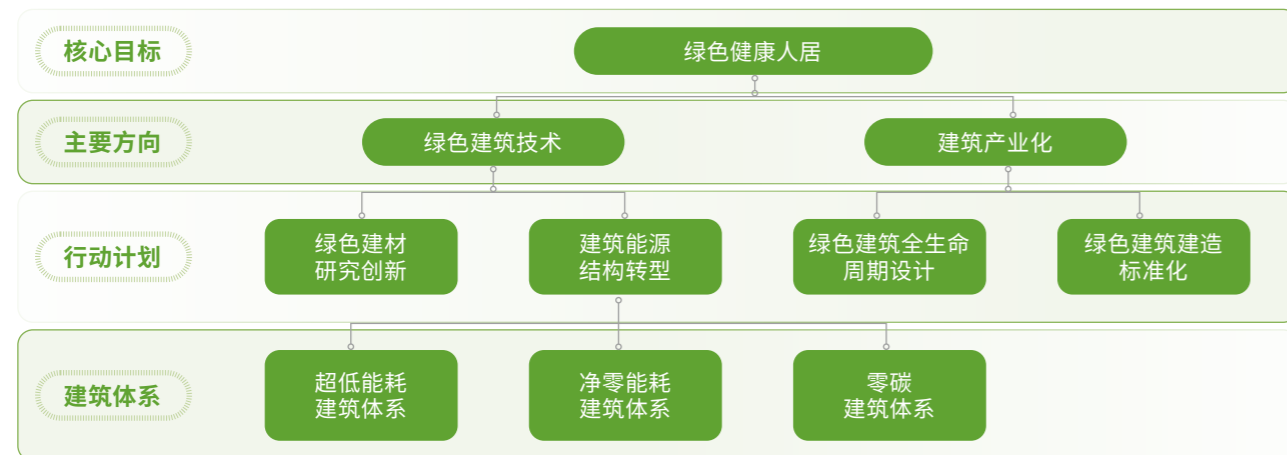 核心目标
绿色健康人居
主要方向
绿色建筑技术
建筑产业化
行动计划
绿色建材
研究创新
建筑能源
结构转型
绿色建筑全生命
周期设计
绿色建筑建造
标准化
建筑体系
超低能耗
建筑体系
净零能耗
建筑体系
零碳
建筑体系